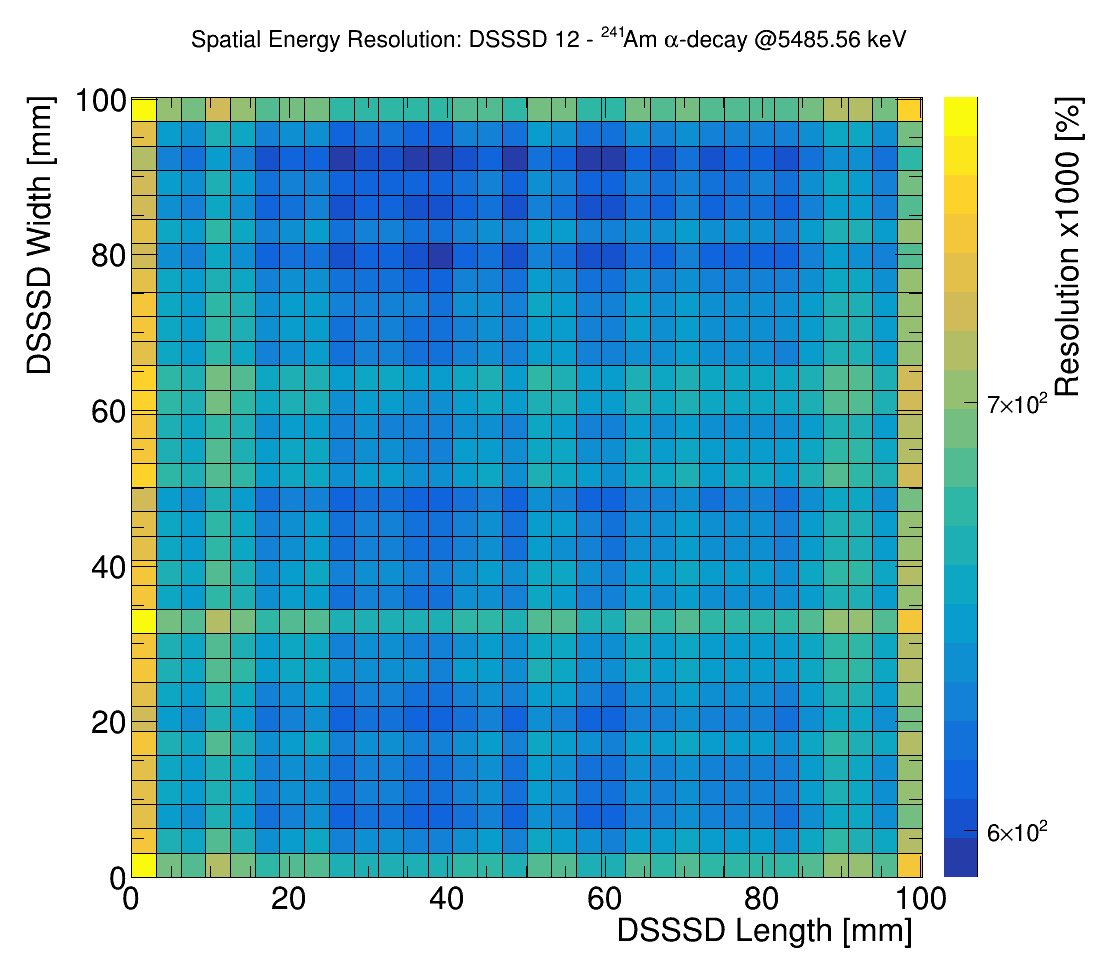 Spatial Energy Resolution: DSSSD 12 - ²⁴¹Am α-decay @5485.56 keV
DSSSD Width [mm]
100
80
60
40
20
0
0 20 40 60 80 100
DSSSD Length [mm]
Resolution x1000 [%]
7×10²
6×10²